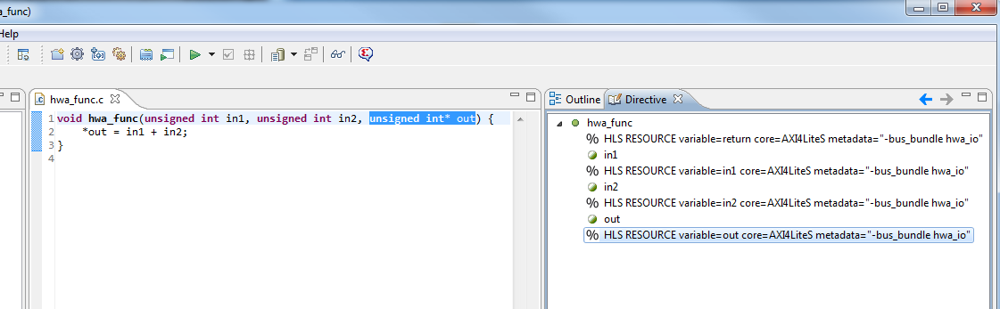 a_func)
Help
hwa_func.c
1 void hwa_func(unsigned int in1, unsigned int in2, unsigned int* out) {
2 *out = in1 + in2;
3 }
4
Outline
Directive
hwa_func
% HLS RESOURCE variable=return core=AXI4LiteS metadata="-bus_bundle hwa_io"
in1
% HLS RESOURCE variable=in1 core=AXI4LiteS metadata="-bus_bundle hwa_io"
in2
% HLS RESOURCE variable=in2 core=AXI4LiteS metadata="-bus_bundle hwa_io"
out
% HLS RESOURCE variable=out core=AXI4LiteS metadata="-bus_bundle hwa_io"